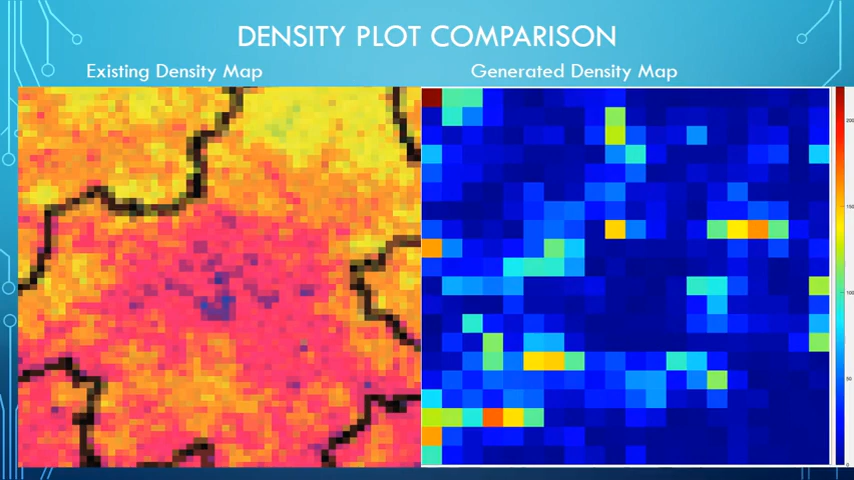 DENSITY PLOT COMPARISON
Existing Density Map
Generated Density Map
200
150
100
50
0